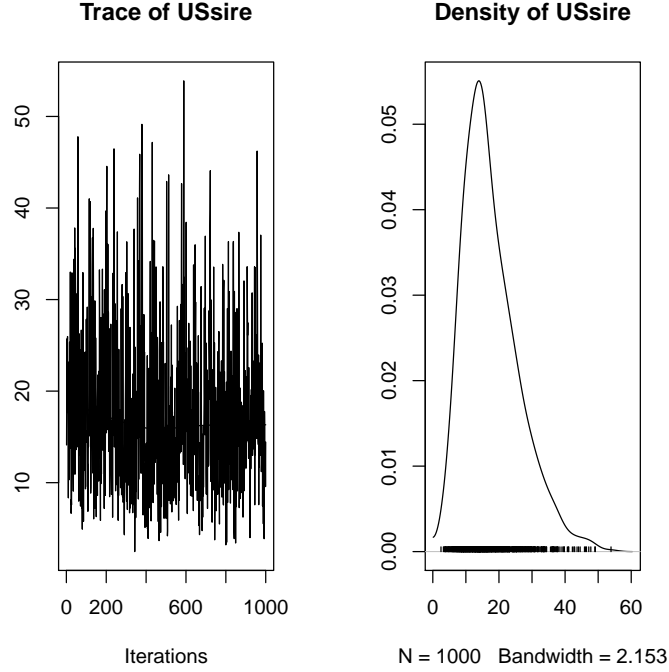 Trace of USsire
Density of USsire
50
40
30
20
10
0 200 600 1000
Iterations
0.05
0.04
0.03
0.02
0.01
0.00
0 20 40 60
N = 1000 Bandwidth = 2.153